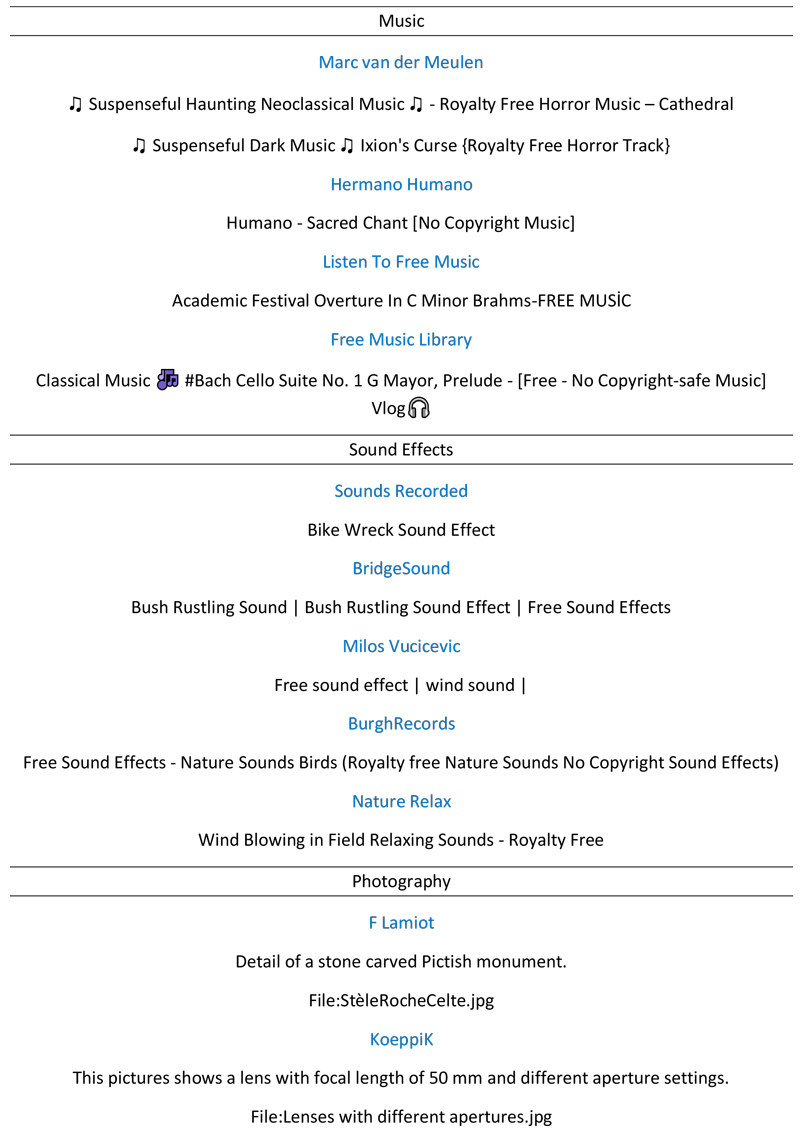 Music
Marc van der Meulen
♫ Suspenseful Haunting Neoclassical Music ♫ - Royalty Free Horror Music – Cathedral
♫ Suspenseful Dark Music ♫ Ixion's Curse {Royalty Free Horror Track}
Hermano Humano
Humano - Sacred Chant [No Copyright Music]
Listen To Free Music
Academic Festival Overture In C Minor Brahms-FREE MUSİC
Free Music Library
Classical Music 🎶 #Bach Cello Suite No. 1 G Mayor, Prelude - [Free - No Copyright-safe Music]
Vlog🎧
Sound Effects
Sounds Recorded
Bike Wreck Sound Effect
BridgeSound
Bush Rustling Sound | Bush Rustling Sound Effect | Free Sound Effects
Milos Vucicevic
Free sound effect | wind sound |
BurghRecords
Free Sound Effects - Nature Sounds Birds (Royalty free Nature Sounds No Copyright Sound Effects)
Nature Relax
Wind Blowing in Field Relaxing Sounds - Royalty Free
Photography
F Lamiot
Detail of a stone carved Pictish monument.
File:StèleRocheCelte.jpg
KoeppiK
This pictures shows a lens with focal length of 50 mm and different aperture settings.
File:Lenses with different apertures.jpg